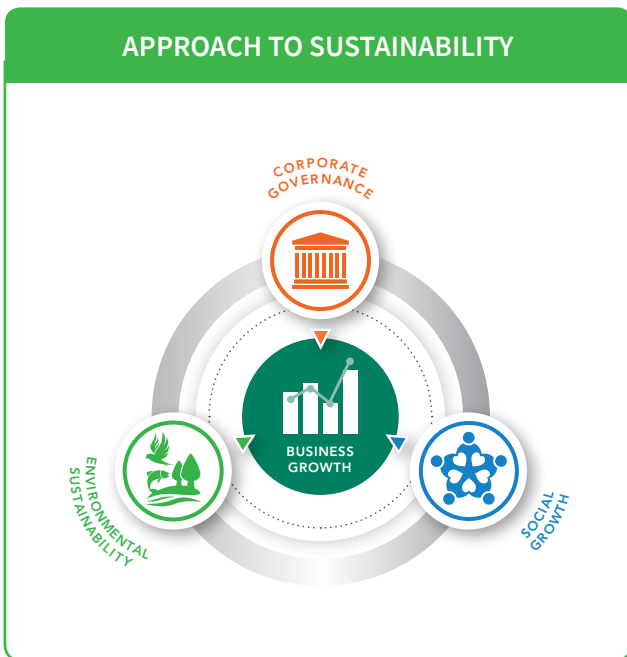 APPROACH TO SUSTAINABILITY
CORPORATE
GOVERNANCE
BUSINESS
GROWTH
ENVIRONMENTAL
SUSTAINABILITY
SOCIAL
GROWTH